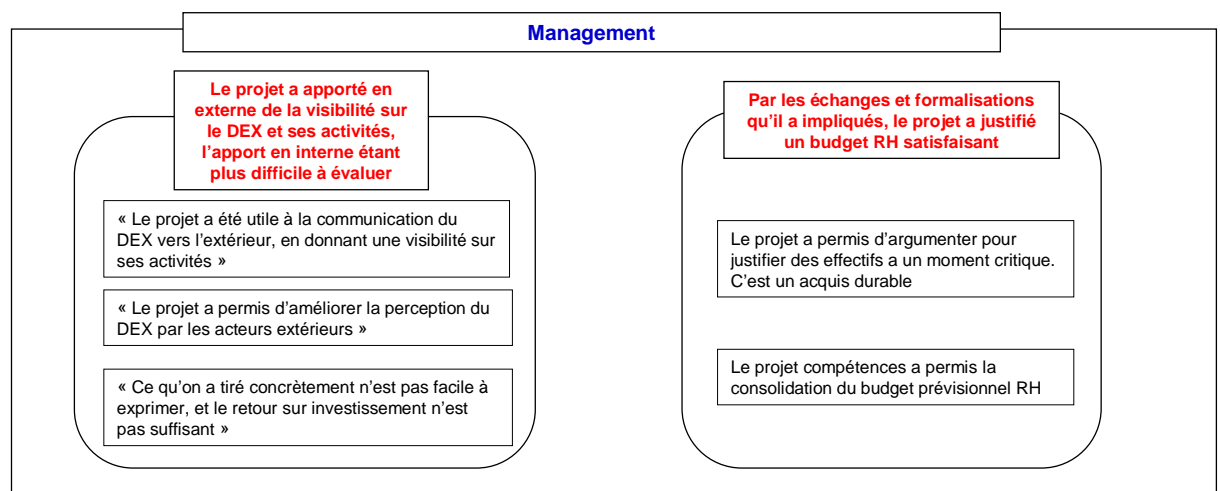 Management
Le projet a apporté en
externe de la visibilité sur
le DEX et ses activités,
l’apport en interne étant
plus difficile à évaluer
« Le projet a été utile à la communication du
DEX vers l’extérieur, en donnant une visibilité sur
ses activités »
« Le projet a permis d’améliorer la perception du
DEX par les acteurs extérieurs »
« Ce qu’on a tiré concrètement n’est pas facile à
exprimer, et le retour sur investissement n’est
pas suffisant »
Par les échanges et formalisations
qu’il a impliqués, le projet a justifié
un budget RH satisfaisant
Le projet a permis d’argumenter pour
justifier des effectifs a un moment critique.
C’est un acquis durable
Le projet compétences a permis la
consolidation du budget prévisionnel RH